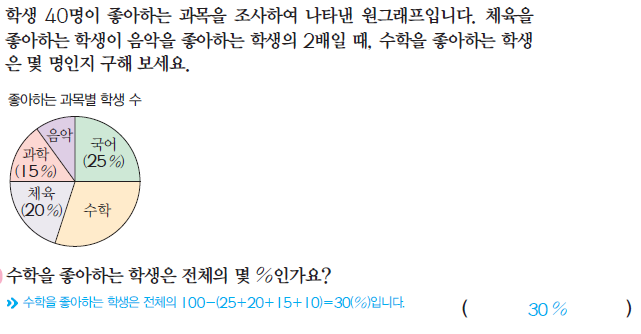 학생 40명이 좋아하는 과목을 조사하여 나타낸 원그래프입니다. 체육을
좋아하는 학생이 음악을 좋아하는 학생의 2배일 때, 수학을 좋아하는 학생
은 몇 명인지 구해 보세요.
좋아하는 과목별 학생 수
음악
국어
(25%)
과학
(15%)
체육
(20%)
수학
수학을 좋아하는 학생은 전체의 몇 %인가요?
수학을 좋아하는 학생은 전체의 100-(25+20+15+10)=30(%)입니다.
( 30% )